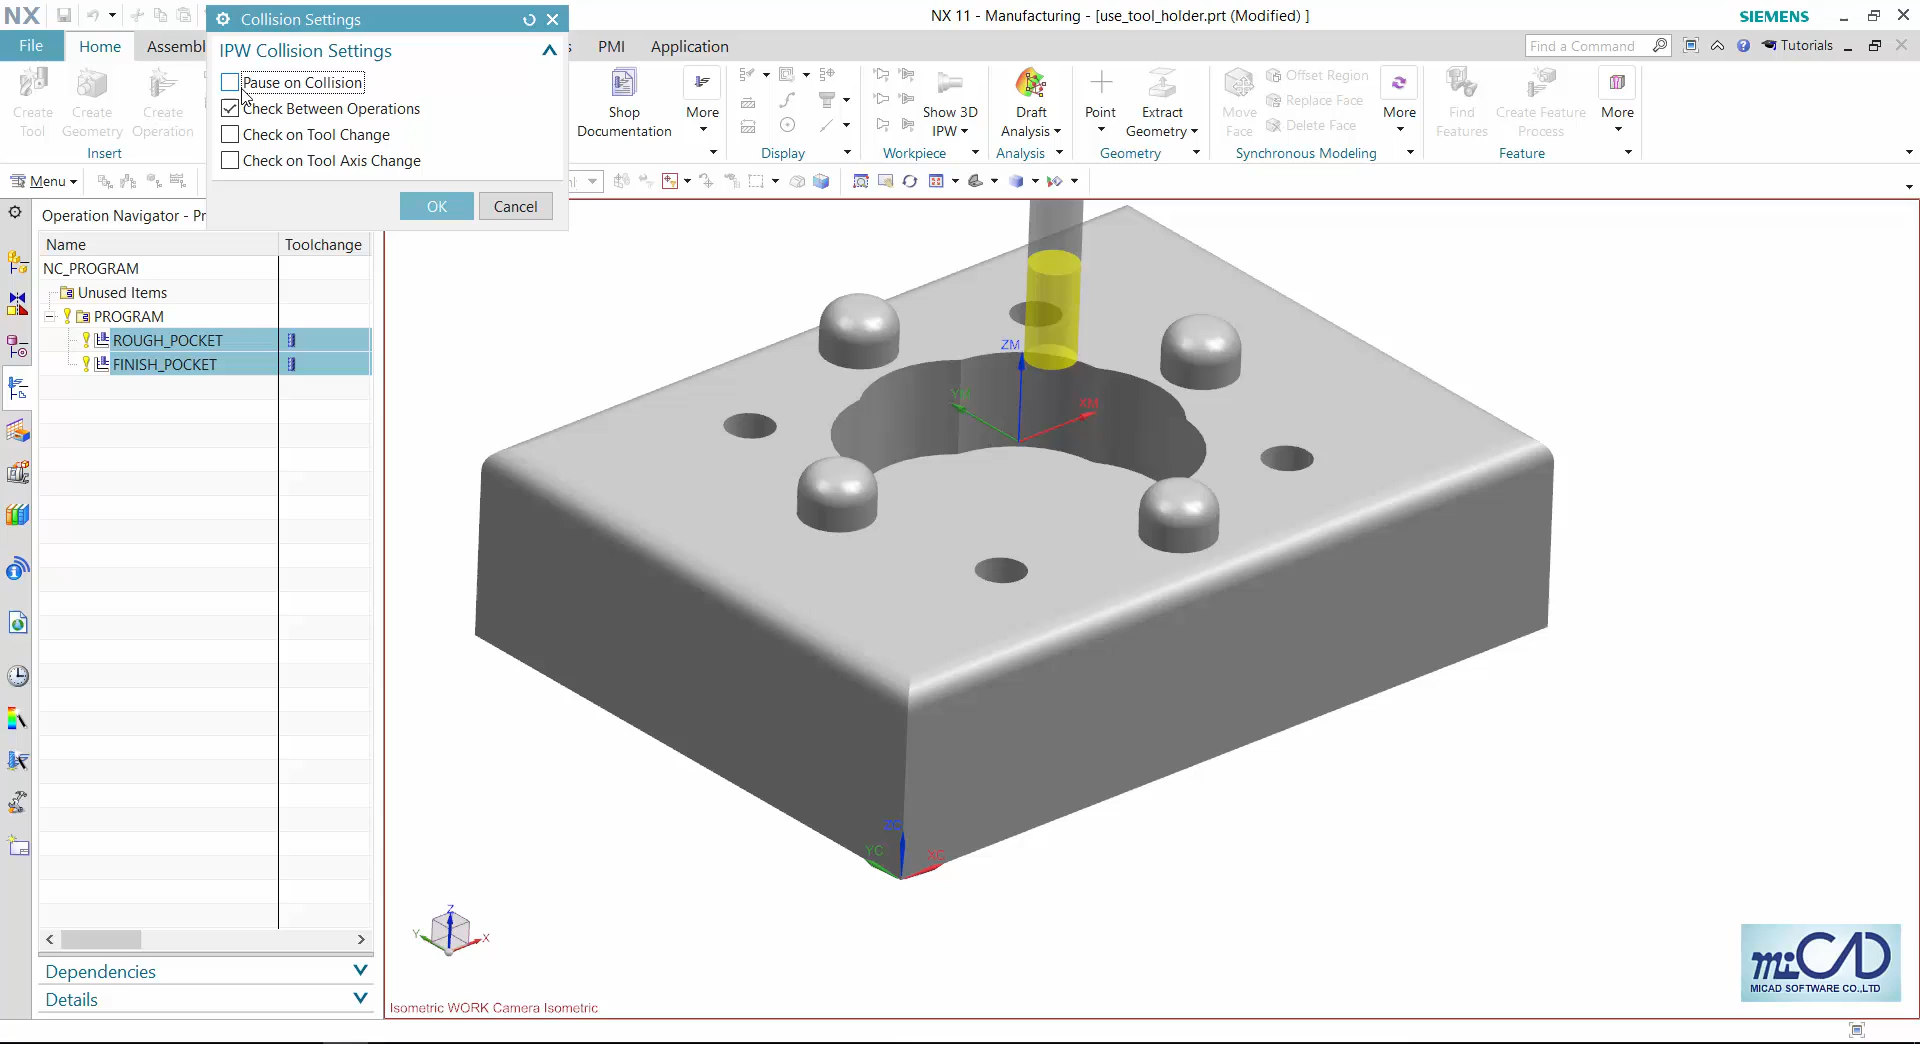 NX
Collision Settings
NX 11 - Manufacturing - [use_tool_holder.prt (Modified) ]
SIEMENS
File
Home
Assembl
s
PMI
Application
Find a Command
Tutorials
IPW Collision Settings
Pause on Collision
Check Between Operations
Check on Tool Change
Check on Tool Axis Change
OK
Cancel
Create Tool
Create Geometry
Create Operation
Insert
Shop Documentation
More
Display
Show 3D IPW
Workpiece
Draft Analysis
Analysis
Point
Extract Geometry
Geometry
Move Face
Offset Region
Replace Face
Delete Face
More
Synchronous Modeling
Find Features
Create Feature Process
More
Feature
Menu
Operation Navigator - Pr
Name
Toolchange
NC_PROGRAM
Unused Items
PROGRAM
ROUGH_POCKET
FINISH_POCKET
Dependencies
Details
ZM
YM
XM
ZC
YC
XC
Z
Y
X
Isometric WORK Camera Isometric
miCAD
MICAD SOFTWARE CO.,LTD